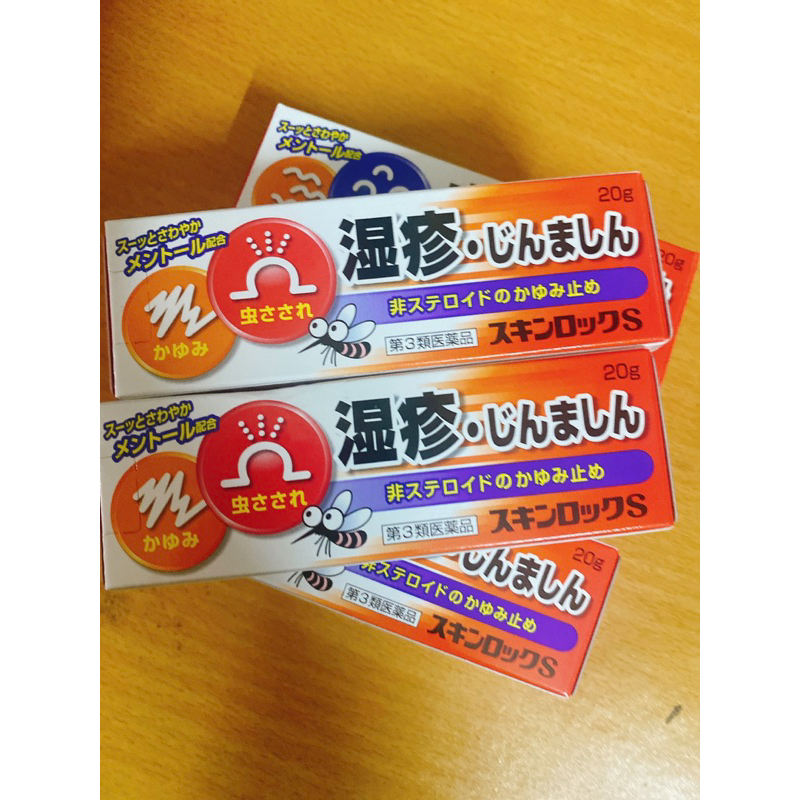 スーッとさわやか
メントール配合
20g
スーッとさわやか
メントール配合
虫さされ
かゆみ
湿疹・じんましん
非ステロイドのかゆみ止め
第3類医薬品
スキンロックS
20g
20g
スーッとさわやか
メントール配合
虫さされ
かゆみ
湿疹・じんましん
非ステロイドのかゆみ止め
第3類医薬品
スキンロックS
20g
じんましん
非ステロイドのかゆみ止め
第3類医薬品
スキンロックS